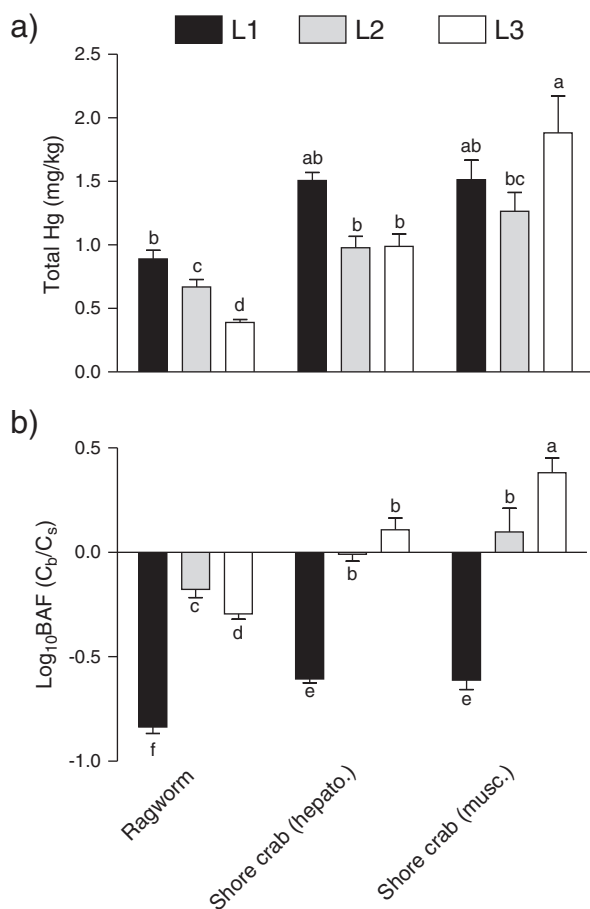 a)
L1 L2 L3
Total Hg (mg/kg)
2.5
2.0
1.5
1.0
0.5
0.0
b c d
ab b b
ab bc a
b)
Log10BAF (Cb/Cs)
0.5
0.0
-0.5
-1.0
f c d
e b b
e b a
Ragworm
Shore crab (hepato.)
Shore crab (musc.)